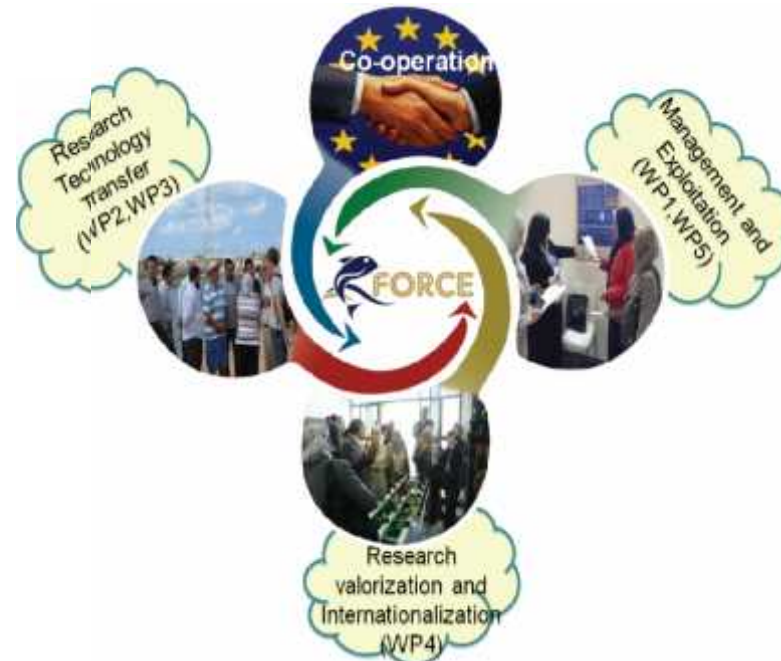 Co-operation
Research
Technology
Transfer
(WP2,WP3)
Management and
Exploitation
(WP1,WP5)
FORCE
Research
valorization and
Internationalization
(WP4)